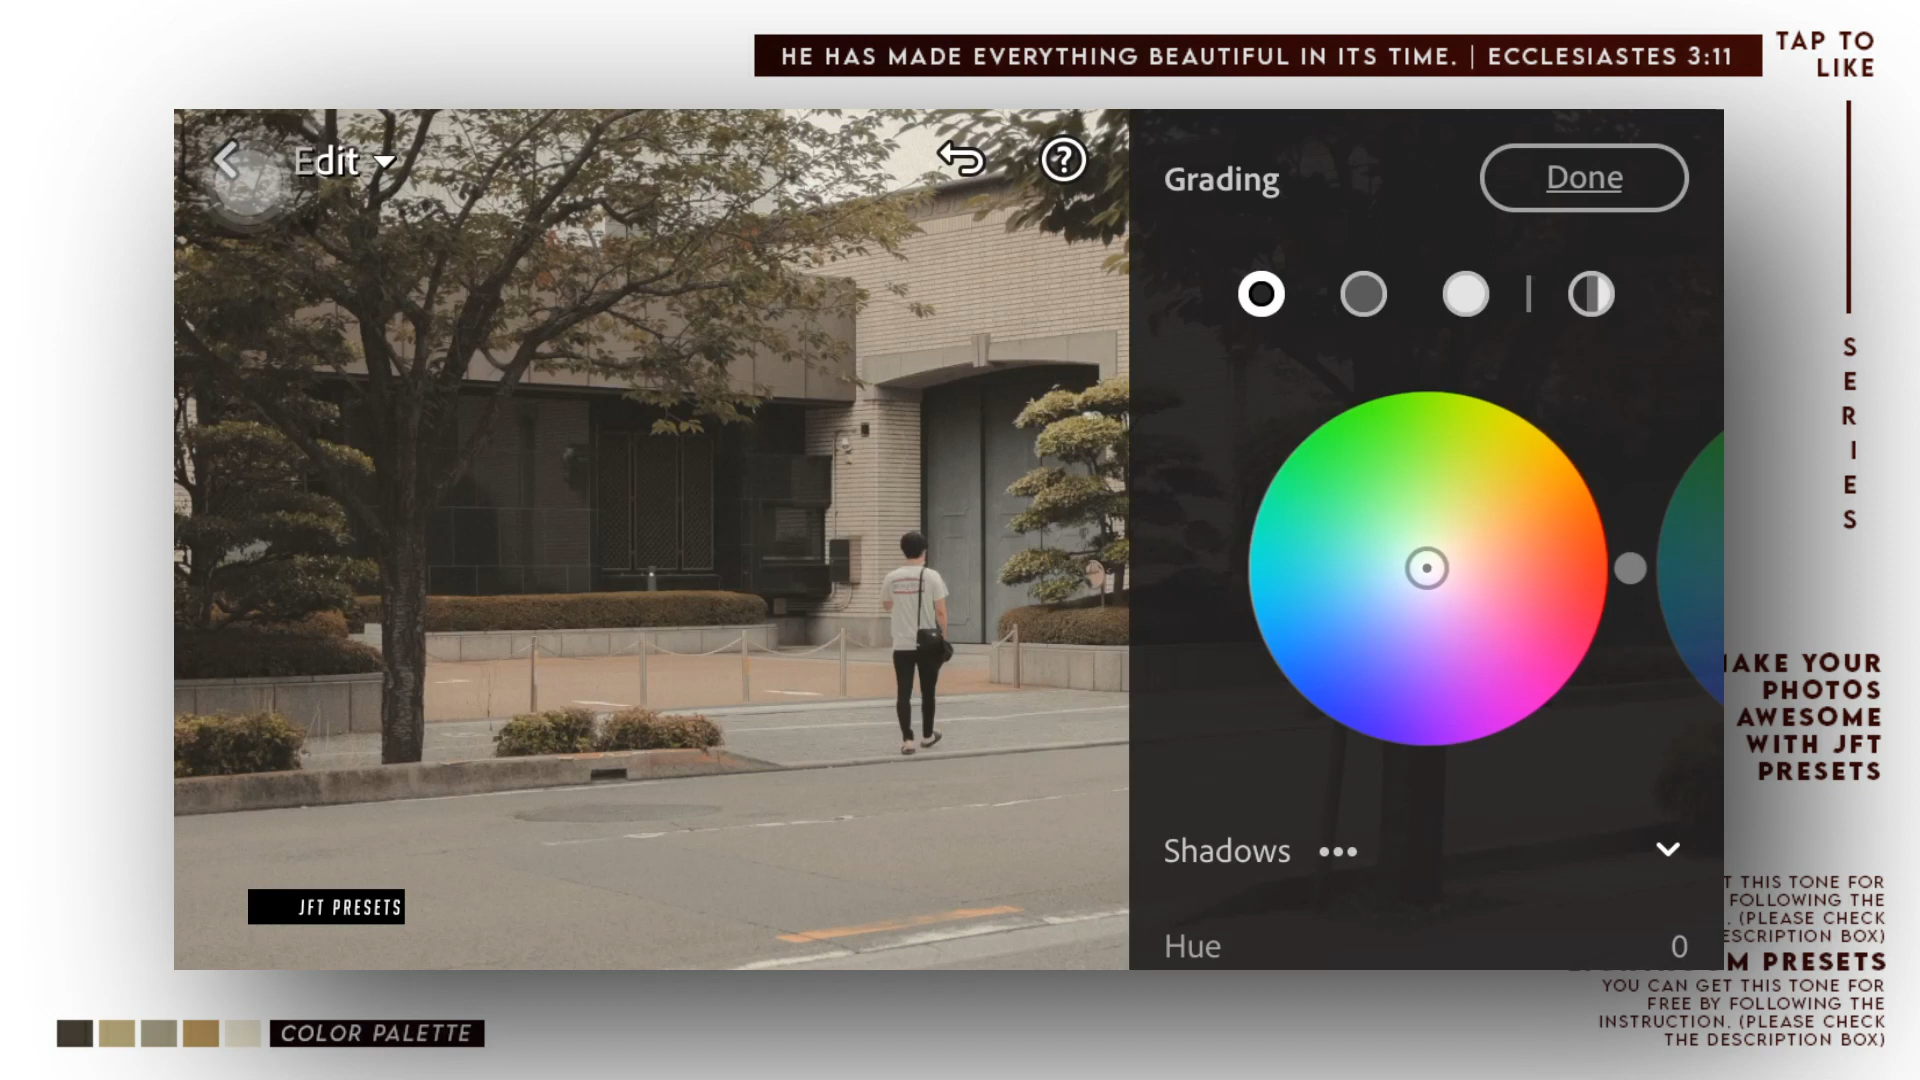 HE HAS MADE EVERYTHING BEAUTIFUL IN ITS TIME. | ECCLESIASTES 3:11
TAP TO
LIKE
Edit
Grading
Done
SERIES
AKE YOUR
PHOTOS
AWESOME
WITH JFT
PRESETS
Shadows
Hue 0
JFT PRESETS
T THIS TONE FOR
FOLLOWING THE
. (PLEASE CHECK
ESCRIPTION BOX)
M PRESETS
YOU CAN GET THIS TONE FOR
FREE BY FOLLOWING THE
INSTRUCTION. (PLEASE CHECK
THE DESCRIPTION BOX)
COLOR PALETTE